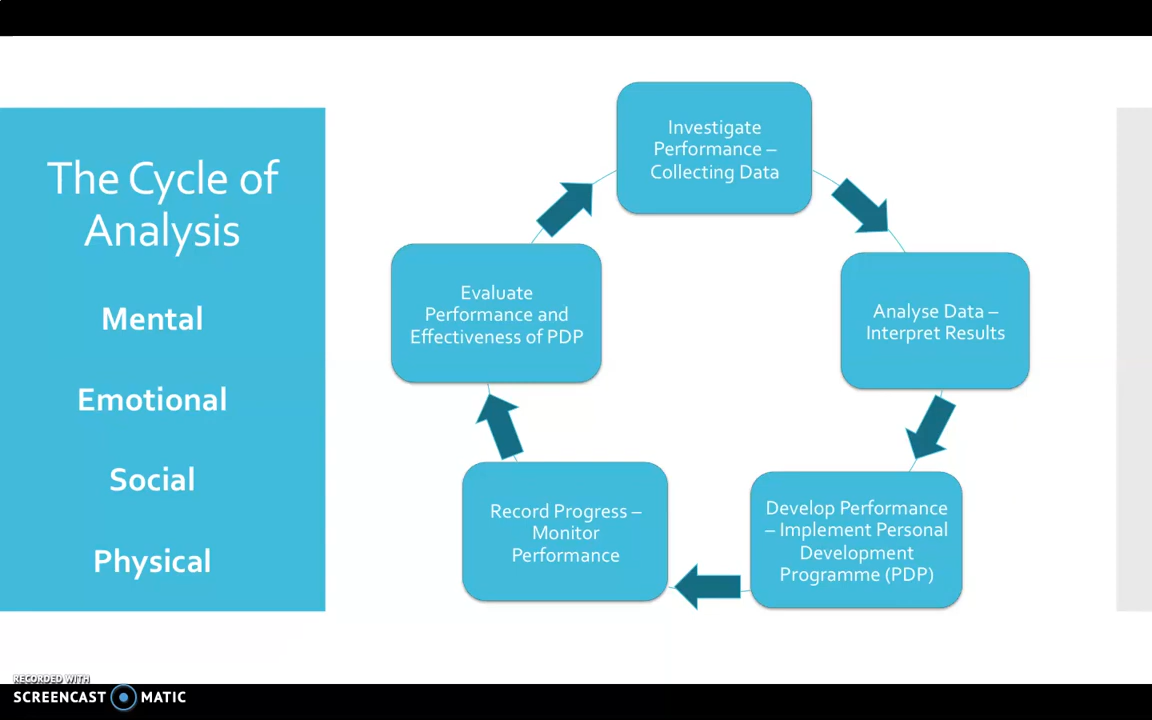 The Cycle of
Analysis
Mental
Emotional
Social
Physical
Investigate
Performance –
Collecting Data
Analyse Data –
Interpret Results
Develop Performance
– Implement Personal
Development
Programme (PDP)
Record Progress –
Monitor
Performance
Evaluate
Performance and
Effectiveness of PDP
RECORDED WITH
SCREENCAST MATIC